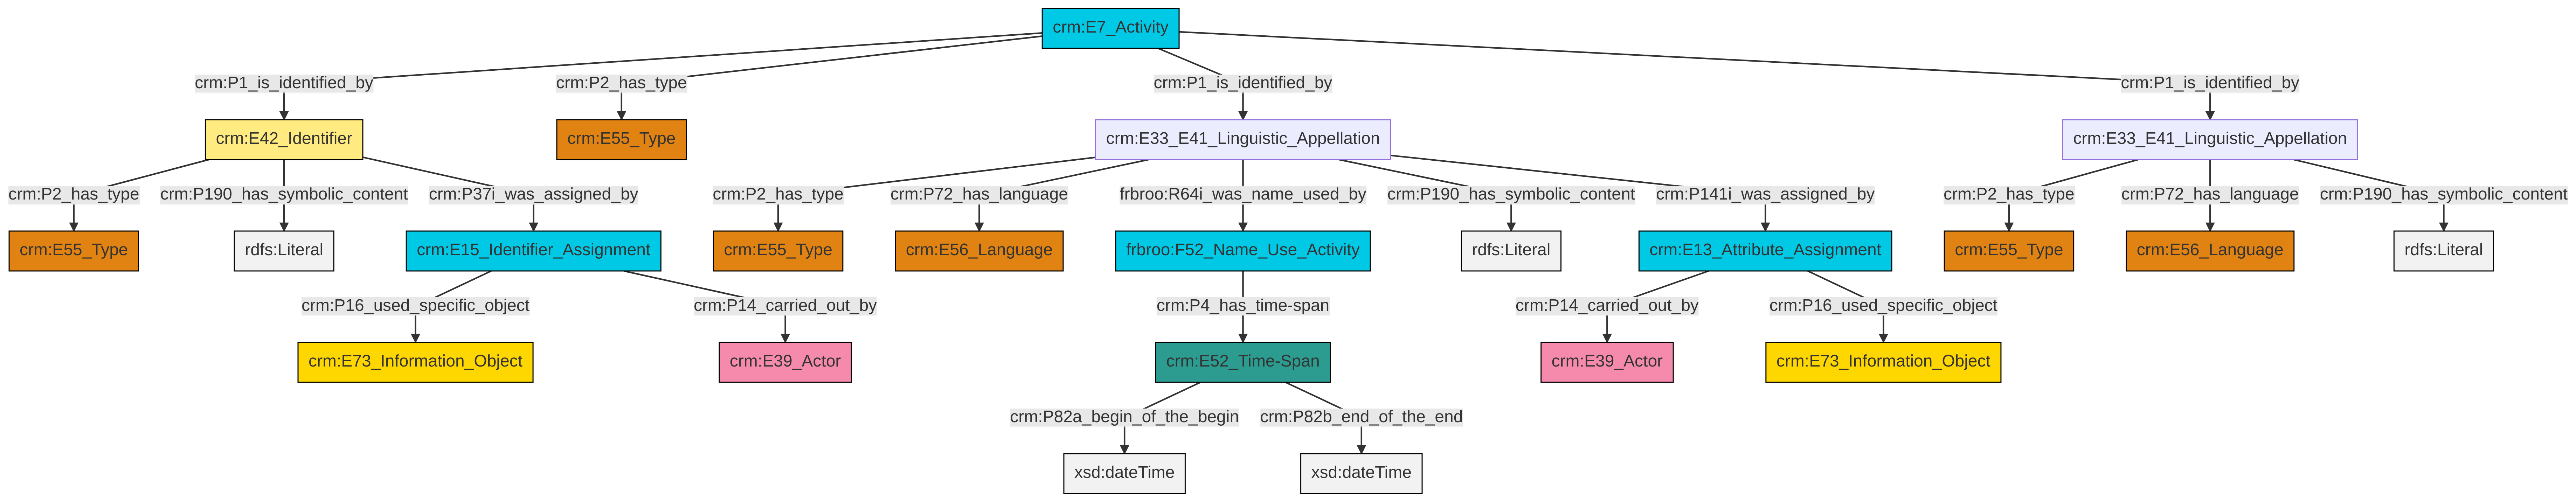 crm:E7_Activity
crm:P1_is_identified_by
crm:P2_has_type
crm:P1_is_identified_by
crm:P1_is_identified_by
crm:E42_Identifier
crm:E55_Type
crm:E33_E41_Linguistic_Appellation
crm:E33_E41_Linguistic_Appellation
crm:P2_has_type
crm:P190_has_symbolic_content
crm:P37i_was_assigned_by
crm:P2_has_type
crm:P72_has_language
frbroo:R64i_was_name_used_by
crm:P190_has_symbolic_content
crm:P141i_was_assigned_by
crm:P2_has_type
crm:P72_has_language
crm:P190_has_symbolic_content
crm:E55_Type
rdfs:Literal
crm:E15_Identifier_Assignment
crm:E55_Type
crm:E56_Language
frbroo:F52_Name_Use_Activity
rdfs:Literal
crm:E13_Attribute_Assignment
crm:E55_Type
crm:E56_Language
rdfs:Literal
crm:P16_used_specific_object
crm:P14_carried_out_by
crm:P4_has_time-span
crm:P14_carried_out_by
crm:P16_used_specific_object
crm:E73_Information_Object
crm:E39_Actor
crm:E52_Time-Span
crm:E39_Actor
crm:E73_Information_Object
crm:P82a_begin_of_the_begin
crm:P82b_end_of_the_end
xsd:dateTime
xsd:dateTime